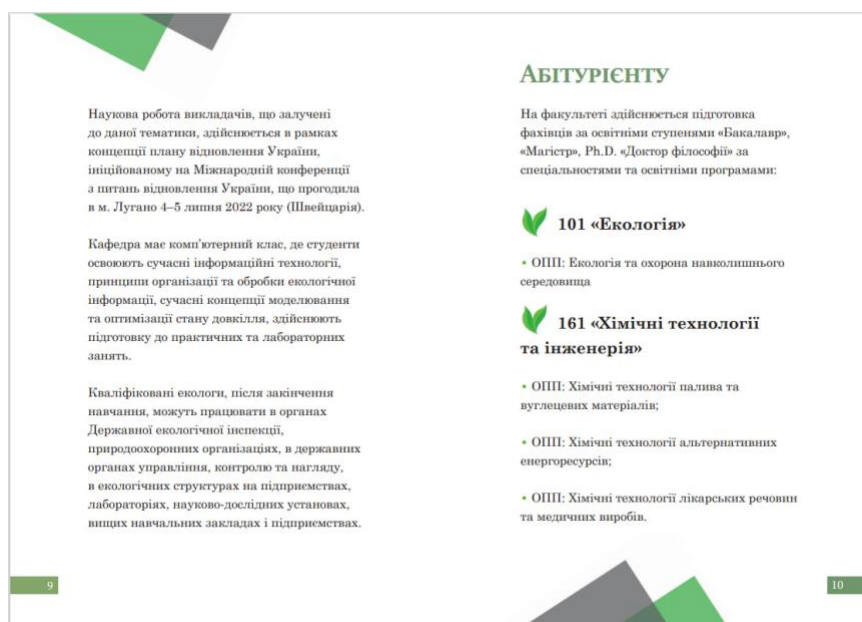 Наукова робота викладачів, що залучені
до даної тематики, здійснюється в рамках
концепції плану відновлення України,
ініційованому на Міжнародній конференції
з питань відновлення України, що прогодила
в м. Лугано 4–5 липня 2022 року (Швейцарія).
Кафедра має комп’ютерний клас, де студенти
освоюють сучасні інформаційні технології,
принципи організації та обробки екологічної
інформації, сучасні концепції моделювання
та оптимізації стану довкілля, здійснюють
підготовку до практичних та лабораторних
занять.
Кваліфіковані екологи, після закінчення
навчання, можуть працювати в органах
Державної екологічної інспекції,
природоохоронних організаціях, в державних
органах управління, контролю та нагляду,
в екологічних структурах на підприємствах,
лабораторіях, науково-дослідних установах,
вищих навчальних закладах і підприємствах.
9
АБІТУРІЄНТУ
На факультеті здійснюється підготовка
фахівців за освітніми ступенями «Бакалавр»,
«Магістр», Ph.D. «Доктор філософії» за
спеціальностями та освітніми програмами:
101 «Екологія»
• ОПП: Екологія та охорона навколишнього
середовища
161 «Хімічні технології
та інженерія»
• ОПП: Хімічні технології палива та
вуглецевих матеріалів;
• ОПП: Хімічні технології альтернативних
енергоресурсів;
• ОПП: Хімічні технології лікарських речовин
та медичних виробів.
10